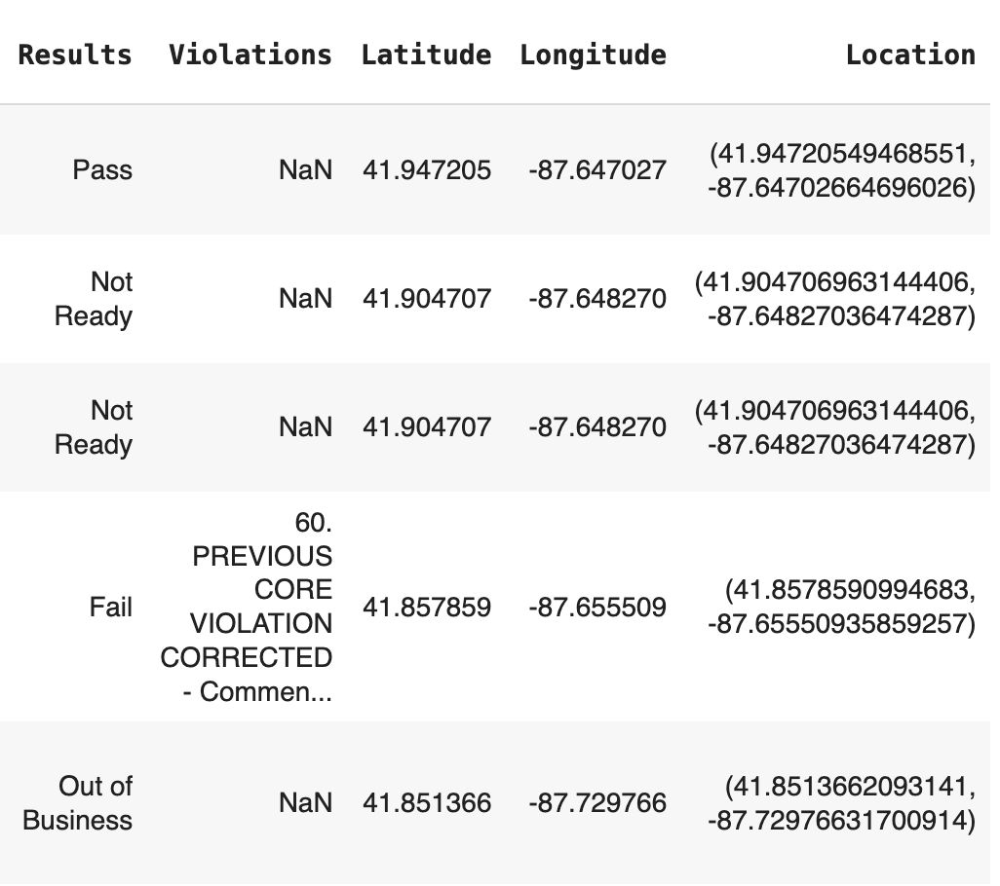 Results Violations Latitude Longitude Location
Pass NaN 41.947205 -87.647027 (41.94720549468551,
-87.64702664696026)
Not
Ready NaN 41.904707 -87.648270 (41.904706963144406,
-87.64827036474287)
Not
Ready NaN 41.904707 -87.648270 (41.904706963144406,
-87.64827036474287)
Fail
60.
PREVIOUS
CORE
VIOLATION
CORRECTED
- Commen...
41.857859 -87.655509 (41.8578590994683,
-87.65550935859257)
Out of
Business NaN 41.851366 -87.729766 (41.8513662093141,
-87.72976631700914)